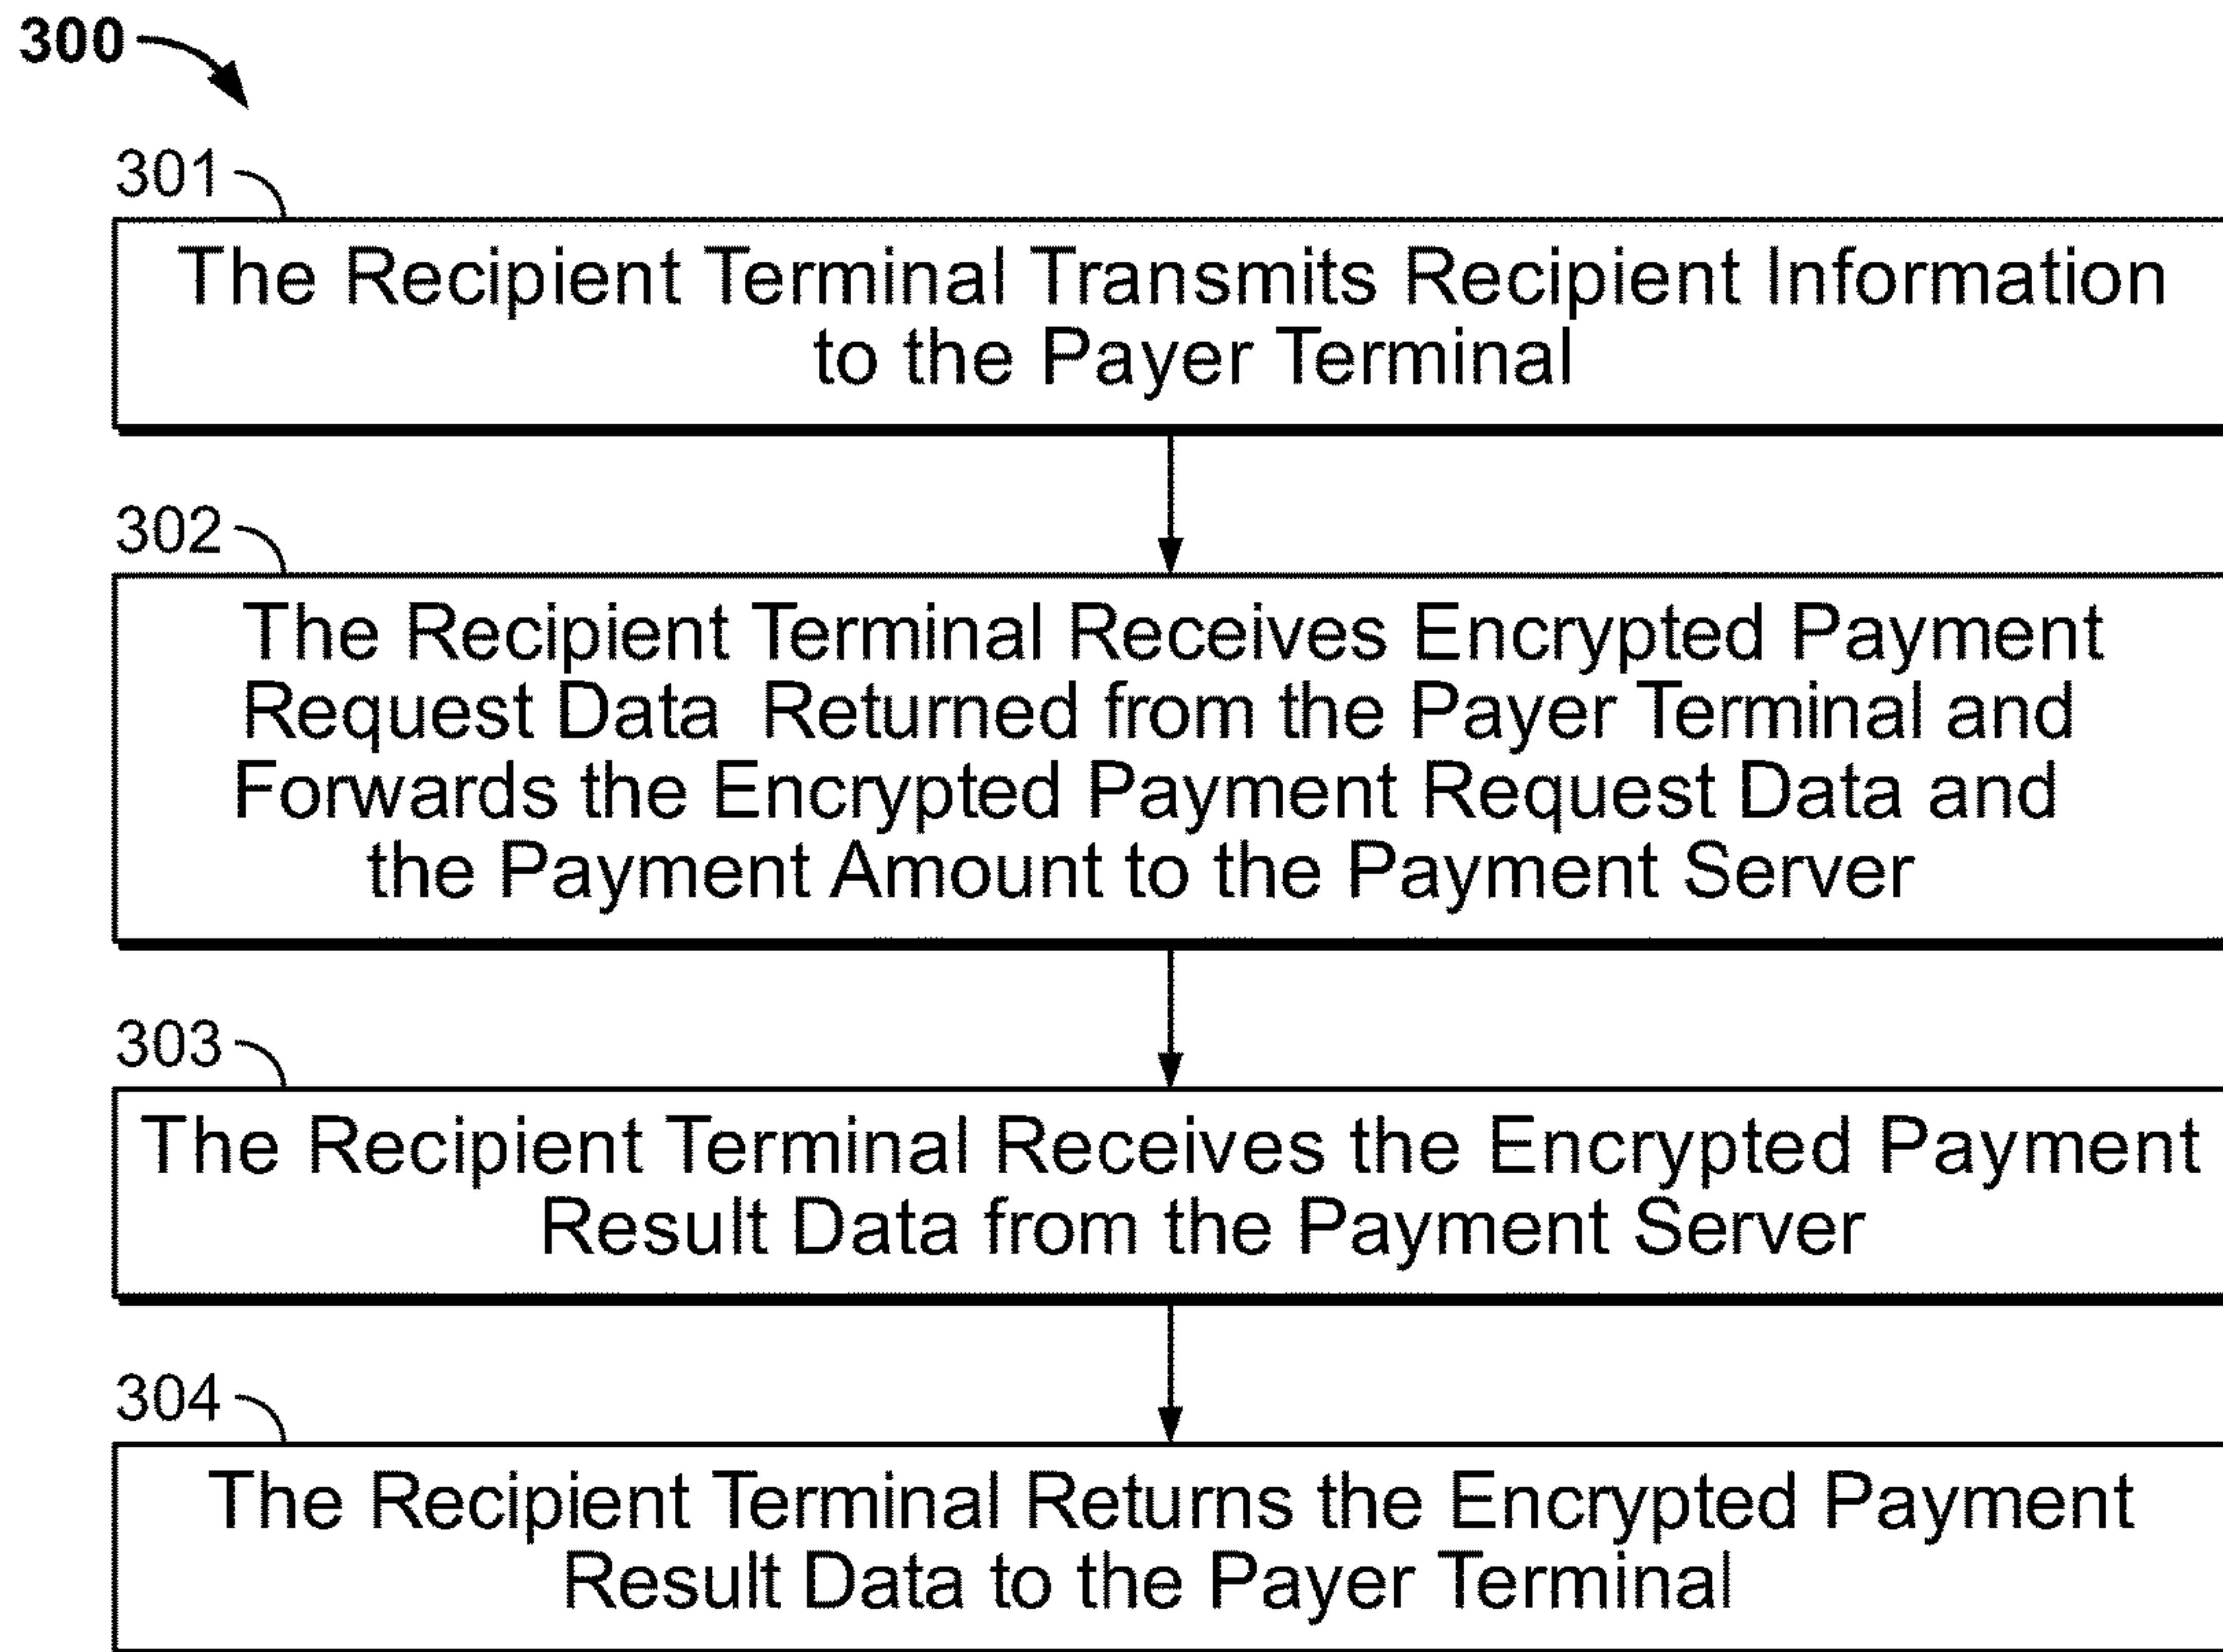 300
301
The Recipient Terminal Transmits Recipient Information
to the Payer Terminal
302
The Recipient Terminal Receives Encrypted Payment
Request Data Returned from the Payer Terminal and
Forwards the Encrypted Payment Request Data and
the Payment Amount to the Payment Server
303
The Recipient Terminal Receives the Encrypted Payment
Result Data from the Payment Server
304
The Recipient Terminal Returns the Encrypted Payment
Result Data to the Payer Terminal